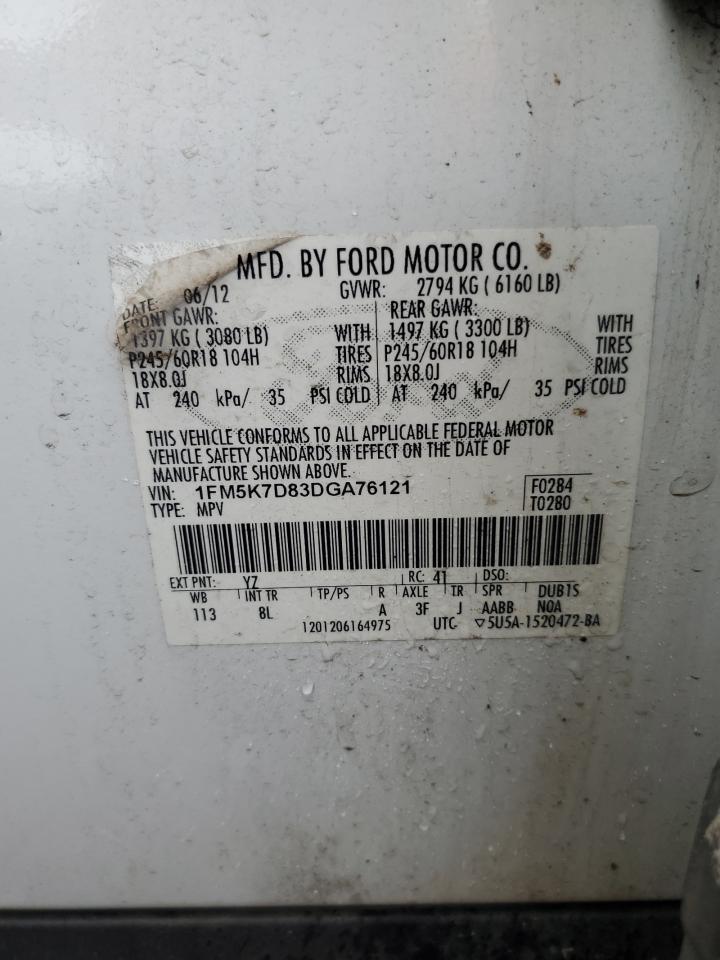 MFD. BY FORD MOTOR CO.
DATE: 06/12 GVWR: 2794 KG ( 6160 LB)
FRONT GAWR: REAR GAWR:
1397 KG ( 3080 LB) WITH 1497 KG ( 3300 LB) WITH
P245/60R18 104H TIRES P245/60R18 104H TIRES
18X8.0J RIMS 18X8.0J RIMS
AT 240 kPa/ 35 PSI COLD AT 240 kPa/ 35 PSI COLD
THIS VEHICLE CONFORMS TO ALL APPLICABLE FEDERAL MOTOR
VEHICLE SAFETY STANDARDS IN EFFECT ON THE DATE OF
MANUFACTURE SHOWN ABOVE.
VIN: 1FM5K7D83DGA76121 F0284
TYPE: MPV T0280
EXT PNT: YZ RC: 41 DSO:
WB INT TR TP/PS R AXLE TR SPR DUB1S
113 8L A 3F J AABB NOA
1201206164975 UTC ▽5U5A-1520472-BA